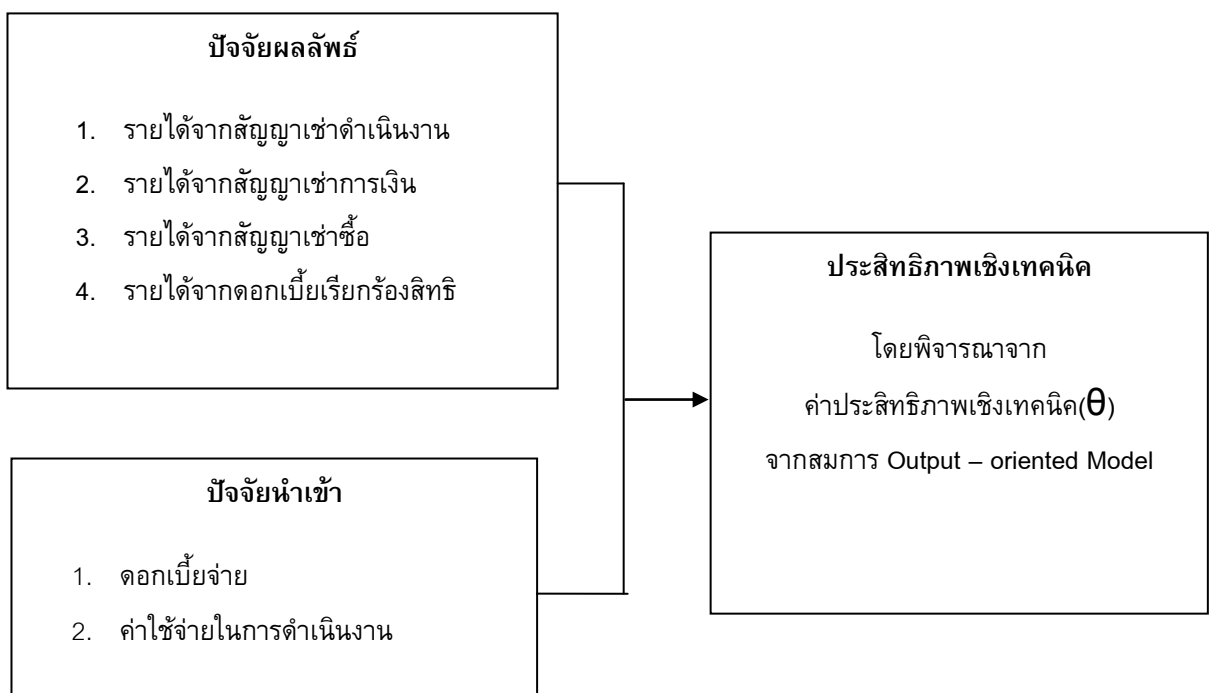 ปัจจัยผลลัพธ์
1. รายได้จากสัญญาเช่าดำเนินงาน
2. รายได้จากสัญญาเช่าการเงิน
3. รายได้จากสัญญาเช่าซื้อ
4. รายได้จากดอกเบี้ยเรียกร้องสิทธิ
ปัจจัยนำเข้า
1. ดอกเบี้ยจ่าย
2. ค่าใช้จ่ายในการดำเนินงาน
ประสิทธิภาพเชิงเทคนิค
โดยพิจารณาจาก
ค่าประสิทธิภาพเชิงเทคนิค(θ)
จากสมการ Output – oriented Model